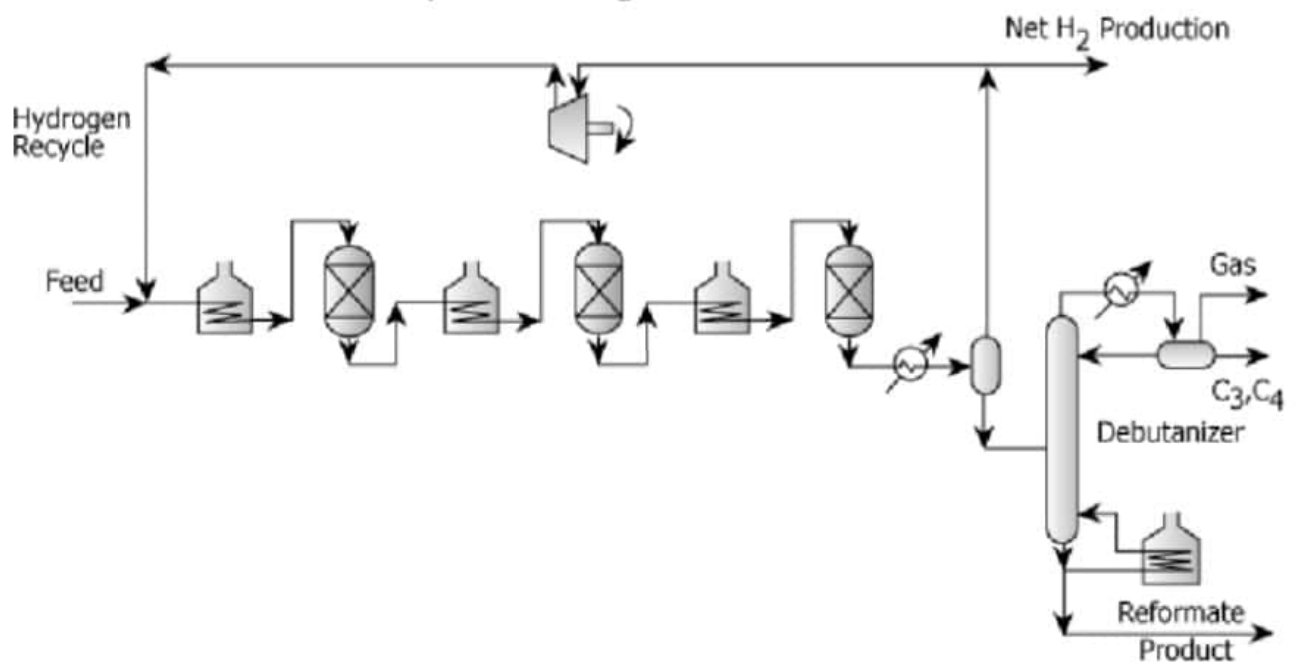 Net H2 Production
Hydrogen
Recycle
Feed
Gas
C3,C4
Debutanizer
Reformate
Product